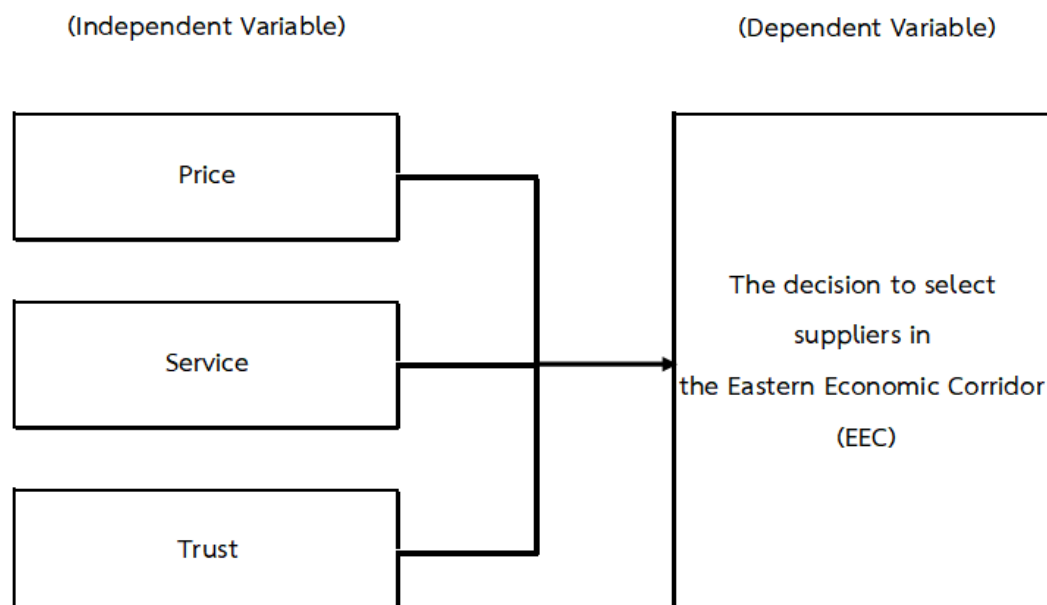 (Independent Variable)
(Dependent Variable)
Price
Service
Trust
The decision to select
suppliers in
the Eastern Economic Corridor
(EEC)